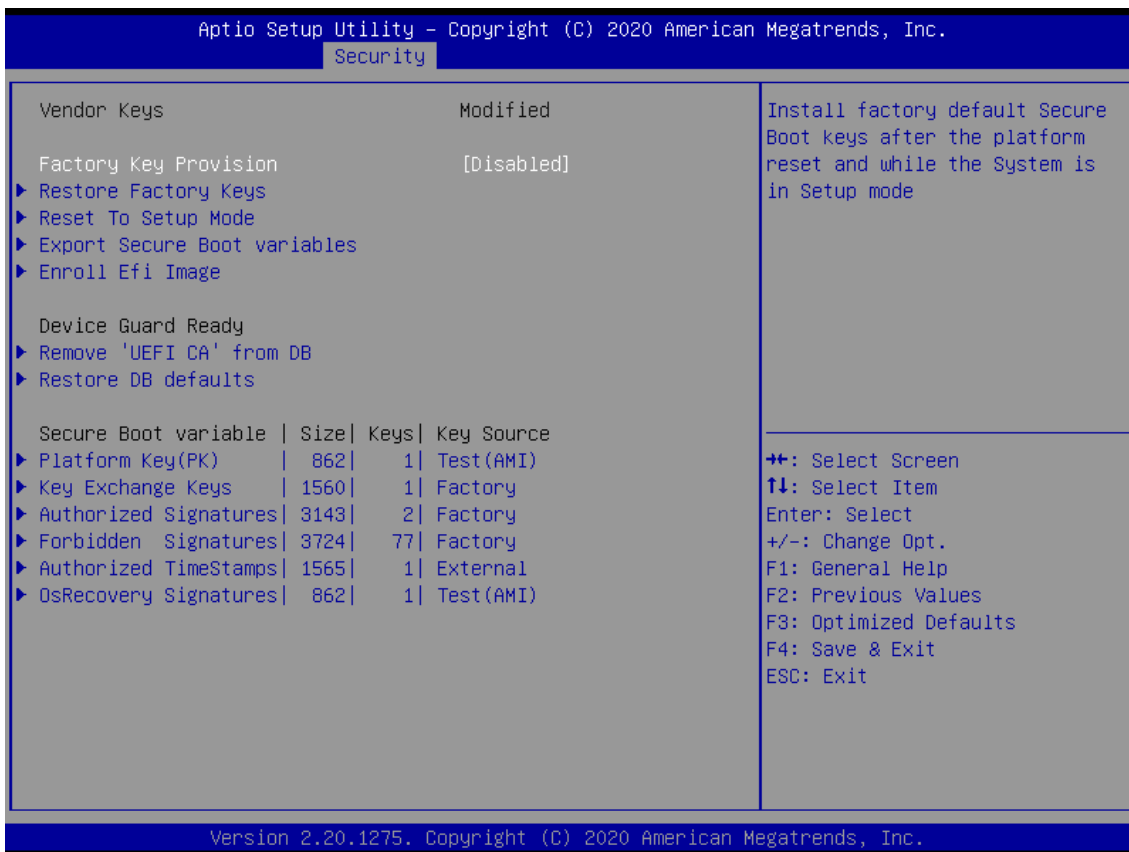 Aptio Setup Utility – Copyright (C) 2020 American Megatrends, Inc.
Security
Vendor Keys Modified
Factory Key Provision [Disabled]
Restore Factory Keys
Reset To Setup Mode
Export Secure Boot variables
Enroll Efi Image
Device Guard Ready
Remove 'UEFI CA' from DB
Restore DB defaults
Secure Boot variable | Size| Keys| Key Source
Platform Key(PK) | 862| 1| Test(AMI)
Key Exchange Keys | 1560| 1| Factory
Authorized Signatures| 3143| 2| Factory
Forbidden Signatures| 3724| 77| Factory
Authorized TimeStamps| 1565| 1| External
OsRecovery Signatures| 862| 1| Test(AMI)
Install factory default Secure
Boot keys after the platform
reset and while the System is
in Setup mode
→←: Select Screen
↑↓: Select Item
Enter: Select
+/-: Change Opt.
F1: General Help
F2: Previous Values
F3: Optimized Defaults
F4: Save & Exit
ESC: Exit
Version 2.20.1275. Copyright (C) 2020 American Megatrends, Inc.